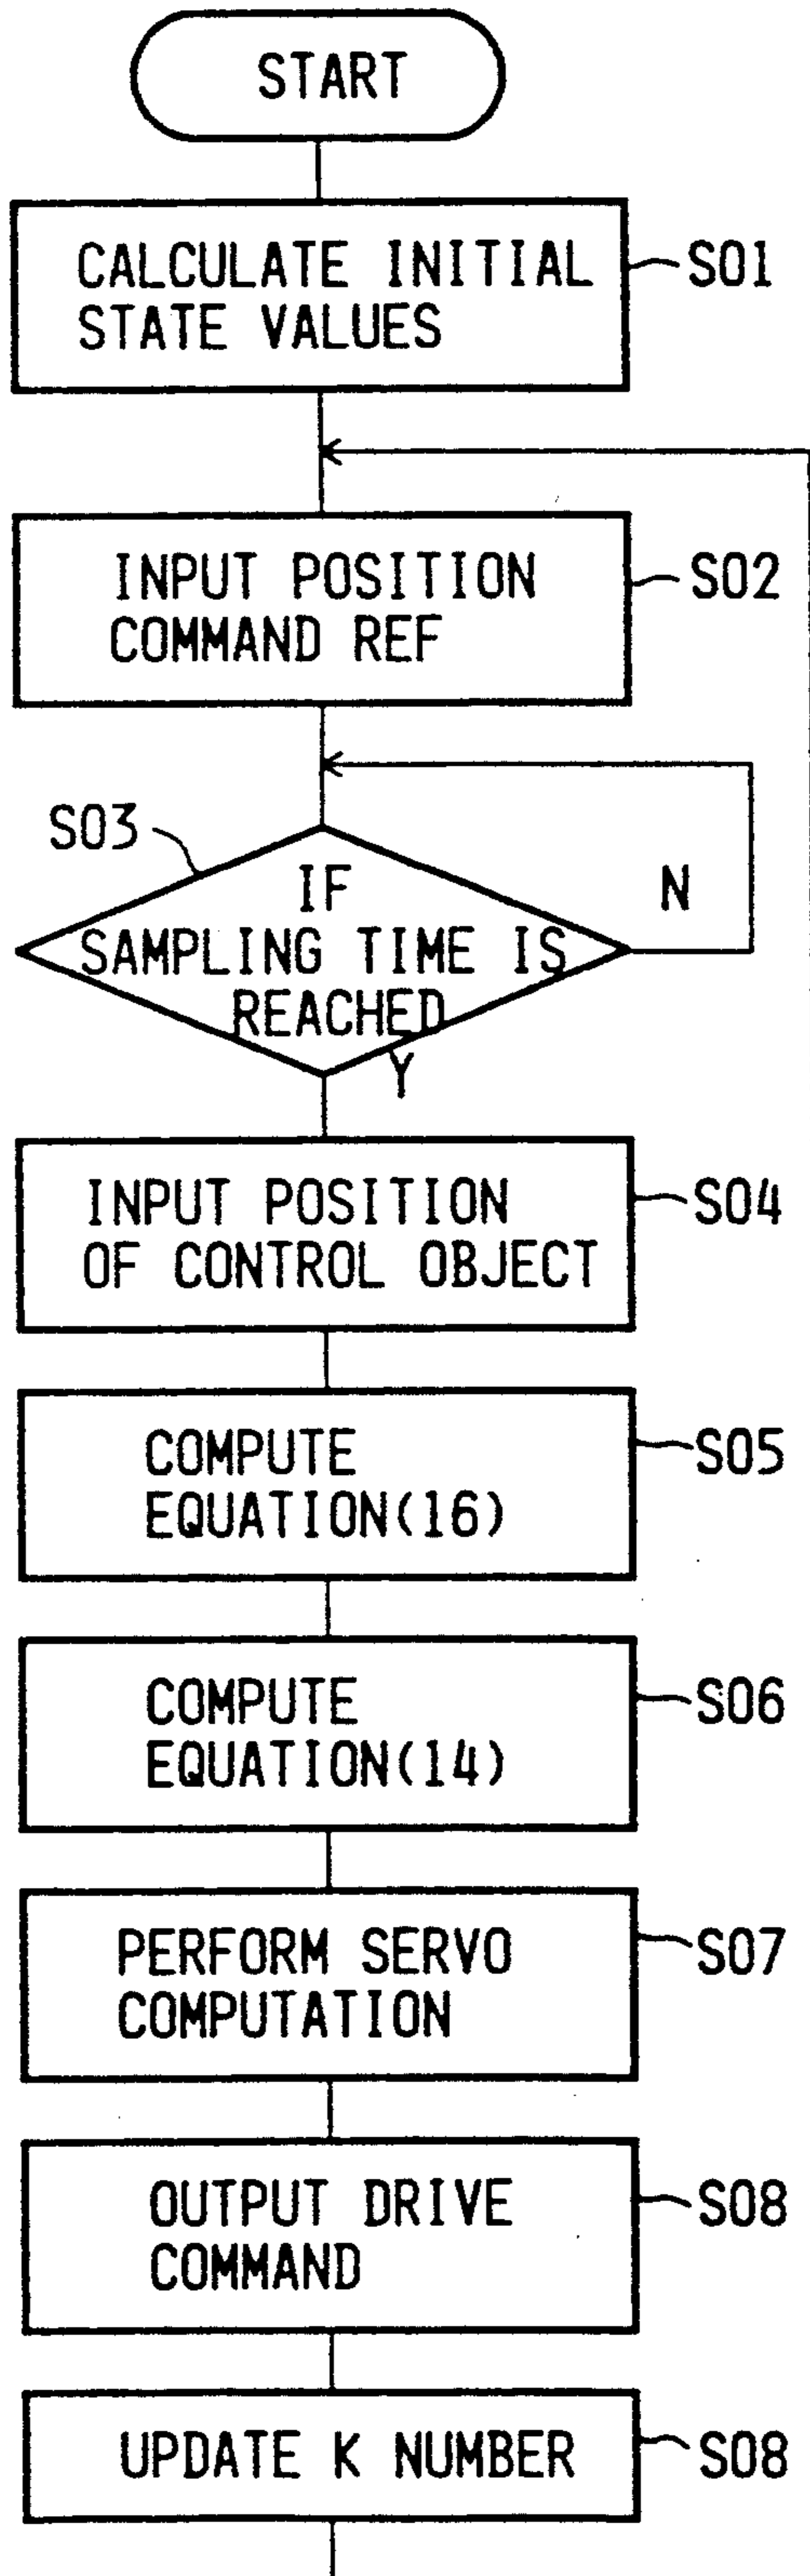 START
CALCULATE INITIAL
STATE VALUES
S01
INPUT POSITION
COMMAND REF
S02
S03
IF
SAMPLING TIME IS
REACHED
N
Y
INPUT POSITION
OF CONTROL OBJECT
S04
COMPUTE
EQUATION(16)
S05
COMPUTE
EQUATION(14)
S06
PERFORM SERVO
COMPUTATION
S07
OUTPUT DRIVE
COMMAND
S08
UPDATE K NUMBER
S08